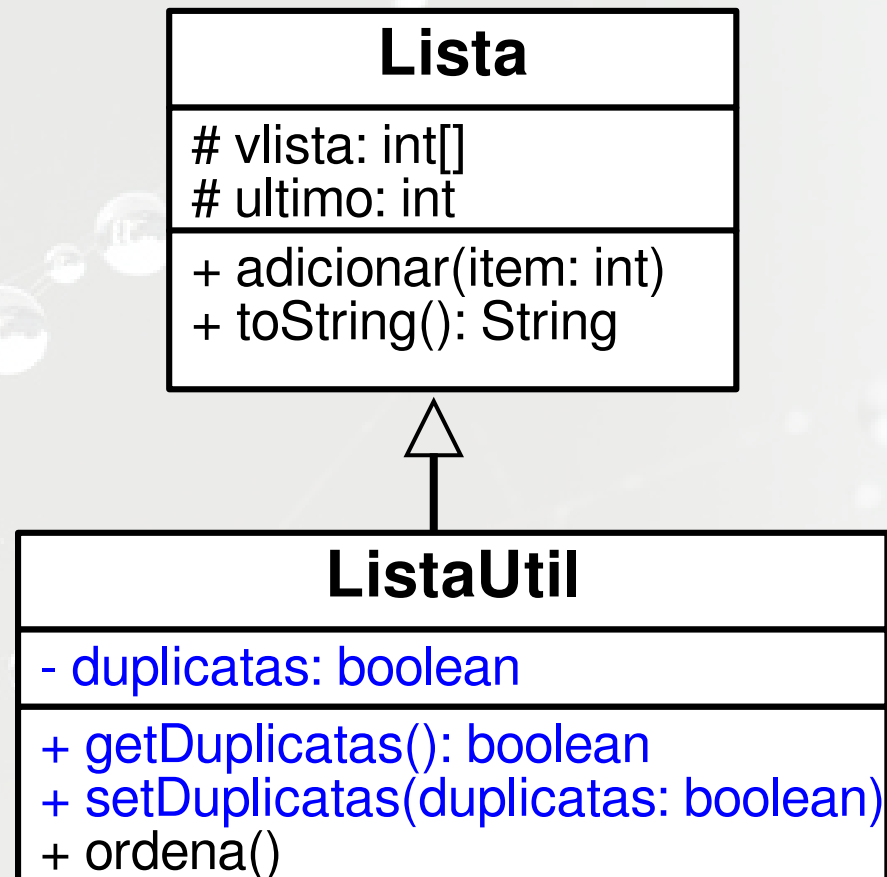 Lista
# vlista: int[]
# ultimo: int
+ adicionar(item: int)
+ toString(): String
ListaUtil
- duplicatas: boolean
+ getDuplicatas(): boolean
+ setDuplicatas(duplicatas: boolean)
+ ordena()